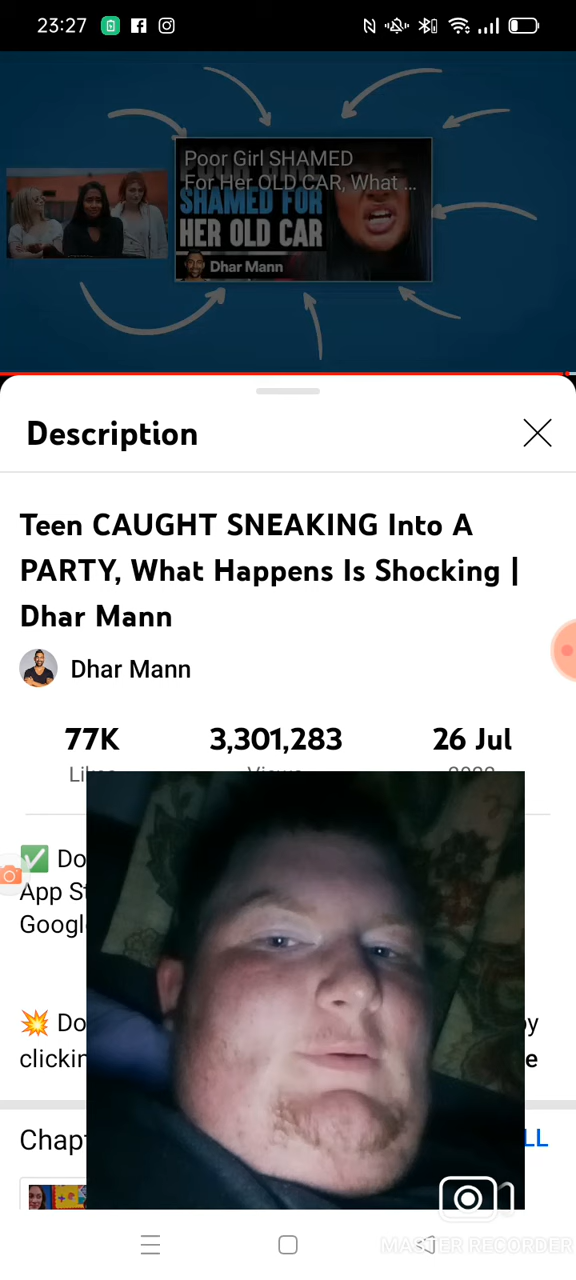 23:27
Poor Girl SHAMED
For Her OLD CAR, What ...
SHAMED FOR
HER OLD CAR
Dhar Mann
Description
Teen CAUGHT SNEAKING Into A
PARTY, What Happens Is Shocking |
Dhar Mann
Dhar Mann
77K 3,301,283 26 Jul
✅ Do
App St
Googl
💥 Do by
clickin e
Chapt LL
MASTER RECORDER